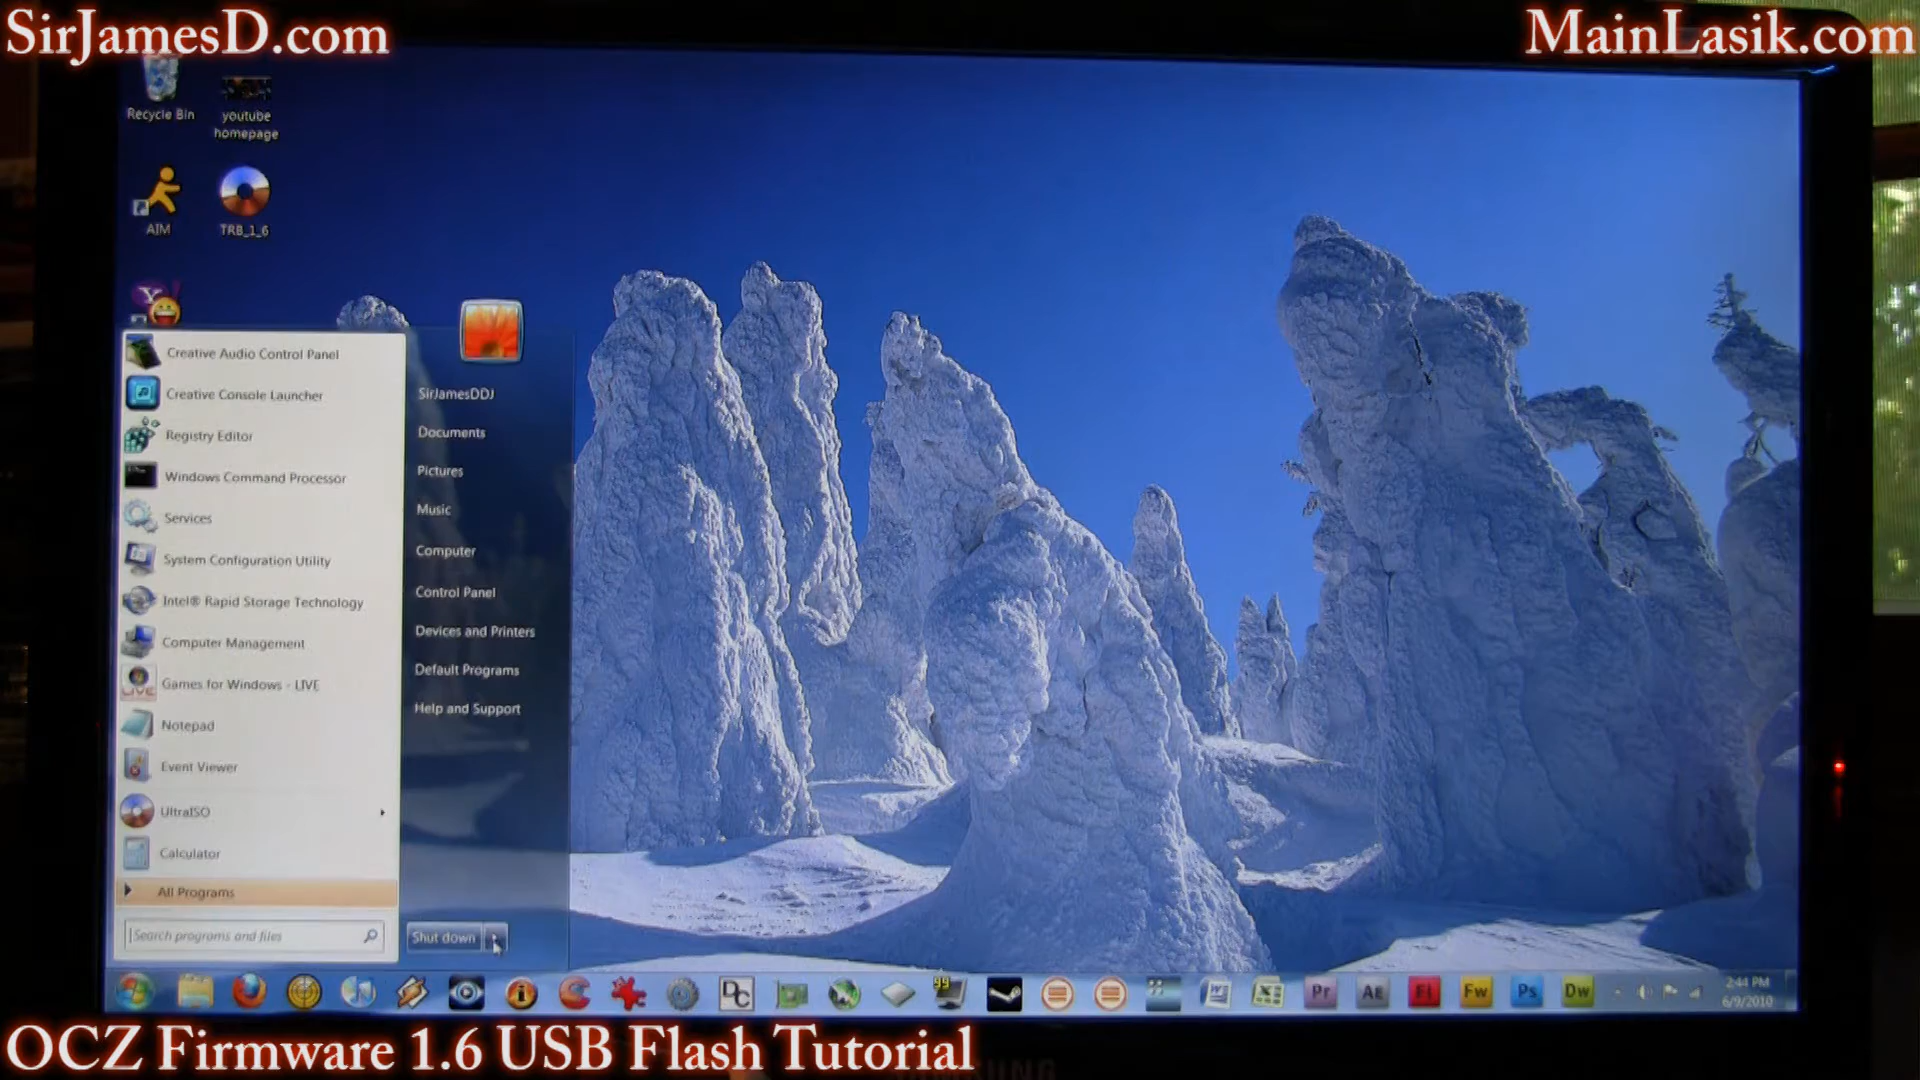 SirJamesD.com
MainLasik.com
Recycle Bin
youtube
homepage
AIM
TRB_1_6
Creative Audio Control Panel
Creative Console Launcher
Registry Editor
Windows Command Processor
Services
System Configuration Utility
Intel® Rapid Storage Technology
Computer Management
Games for Windows - LIVE
Notepad
Event Viewer
UltraISO
Calculator
All Programs
Search programs and files
SirJamesDDJ
Documents
Pictures
Music
Computer
Control Panel
Devices and Printers
Default Programs
Help and Support
Shut down
DC
99
Pr
AE
Fl
Fw
Ps
Dw
2:44 PM
6/9/2010
OCZ Firmware 1.6 USB Flash Tutorial
SAMSUNG